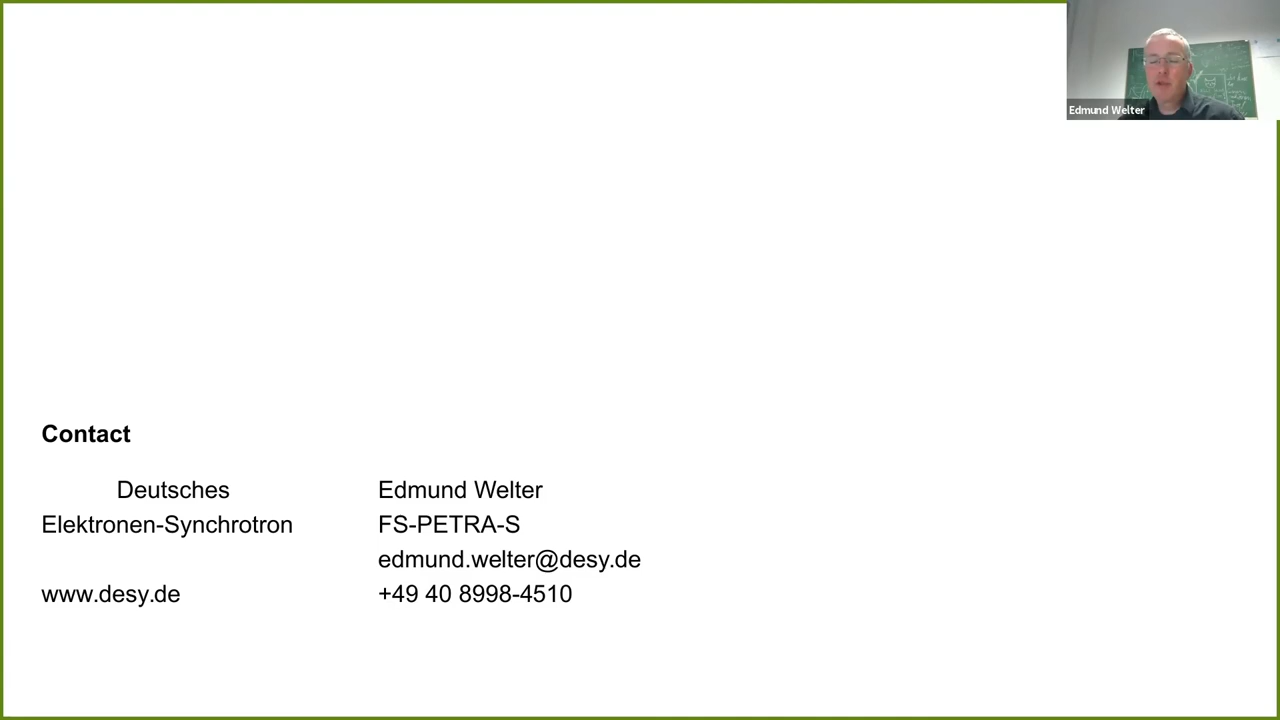 Edmund Welter
Contact
Deutsches
Elektronen-Synchrotron
www.desy.de
Edmund Welter
FS-PETRA-S
edmund.welter@desy.de
+49 40 8998-4510